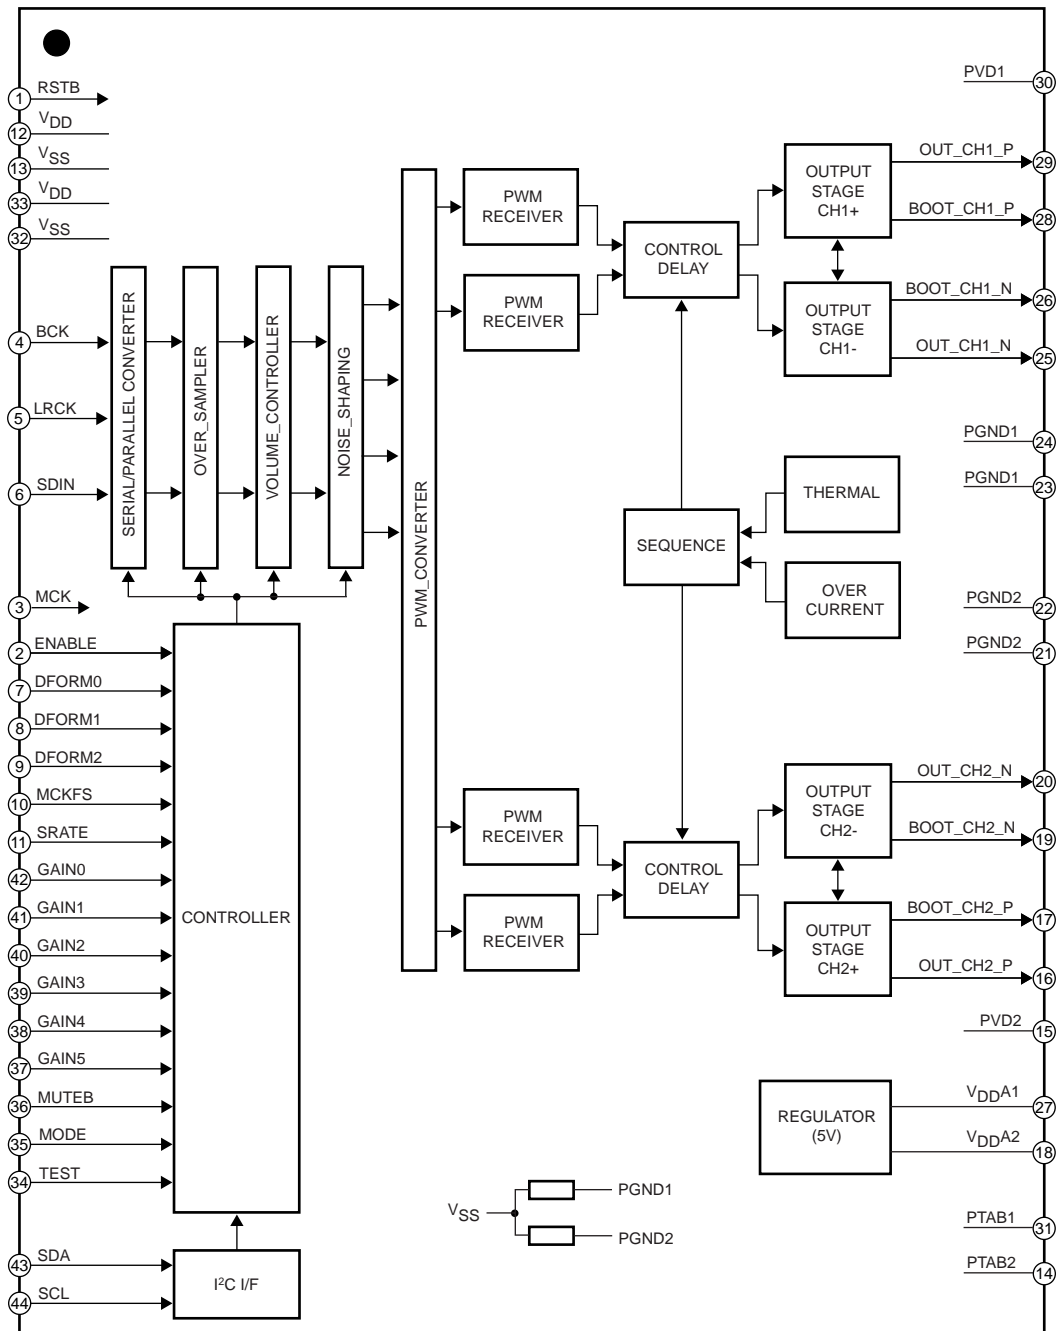 1 RSTB
12 VDD
13 VSS
33 VDD
32 VSS
4 BCK
5 LRCK
6 SDIN
3 MCK
2 ENABLE
7 DFORM0
8 DFORM1
9 DFORM2
10 MCKFS
11 SRATE
42 GAIN0
41 GAIN1
40 GAIN2
39 GAIN3
38 GAIN4
37 GAIN5
36 MUTEB
35 MODE
34 TEST
43 SDA
44 SCL
SERIAL/PARALLEL CONVERTER
OVER_SAMPLER
VOLUME_CONTROLLER
NOISE_SHAPING
PWM_CONVERTER
CONTROLLER
I²C I/F
PWM
RECEIVER
PWM
RECEIVER
CONTROL
DELAY
OUTPUT
STAGE
CH1+
OUTPUT
STAGE
CH1-
SEQUENCE
THERMAL
OVER
CURRENT
PWM
RECEIVER
PWM
RECEIVER
CONTROL
DELAY
OUTPUT
STAGE
CH2-
OUTPUT
STAGE
CH2+
REGULATOR
(5V)
VSS
PGND1
PGND2
PVD1 30
OUT_CH1_P 29
BOOT_CH1_P 28
BOOT_CH1_N 26
OUT_CH1_N 25
PGND1 24
PGND1 23
PGND2 22
PGND2 21
OUT_CH2_N 20
BOOT_CH2_N 19
BOOT_CH2_P 17
OUT_CH2_P 16
PVD2 15
VDDA1 27
VDDA2 18
PTAB1 31
PTAB2 14